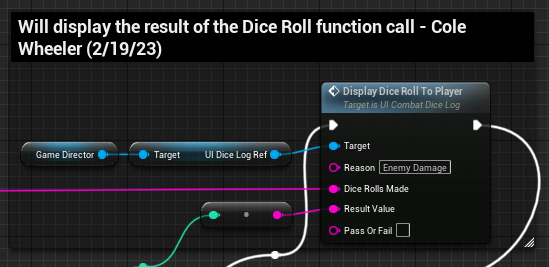 Will display the result of the Dice Roll function call - Cole
Wheeler (2/19/23)
Display Dice Roll To Player
Target is UI Combat Dice Log
Game Director
Target
UI Dice Log Ref
Target
Reason Enemy Damage
Dice Rolls Made
Result Value
Pass Or Fail